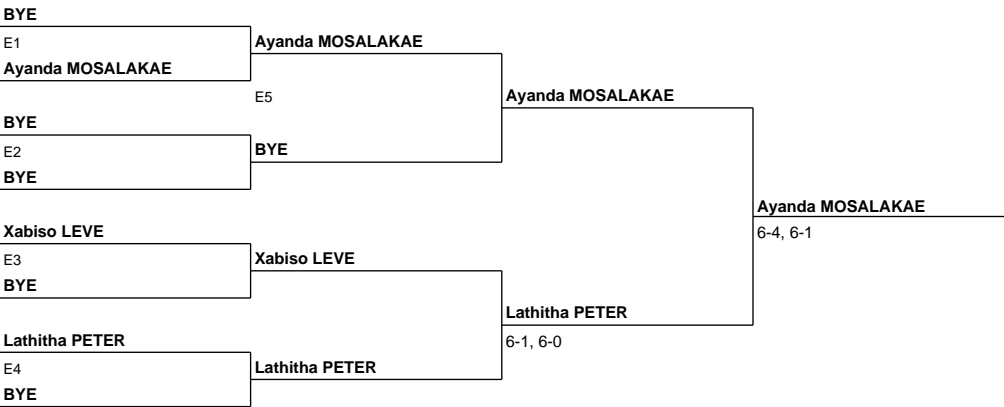 BYE
E1
Ayanda MOSALAKAE
Ayanda MOSALAKAE
E5
BYE
E2
BYE
BYE
Ayanda MOSALAKAE
Xabiso LEVE
E3
BYE
Xabiso LEVE
Lathitha PETER
E4
BYE
Lathitha PETER
Lathitha PETER
6-1, 6-0
Ayanda MOSALAKAE
6-4, 6-1